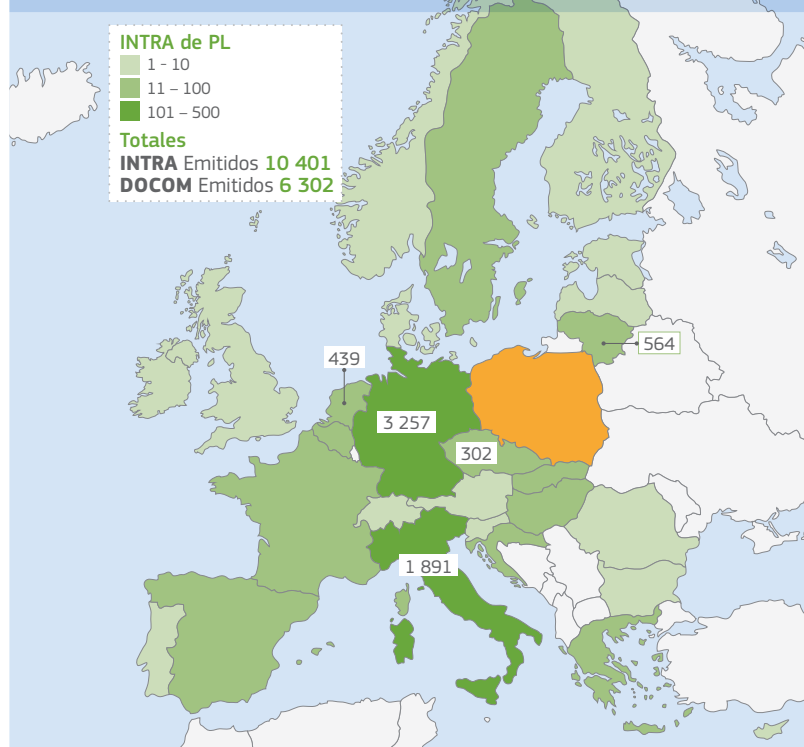 INTRA de PL
1 - 10
11 – 100
101 – 500
Totales
INTRA Emitidos 10 401
DOCOM Emitidos 6 302
439
564
3 257
302
1 891